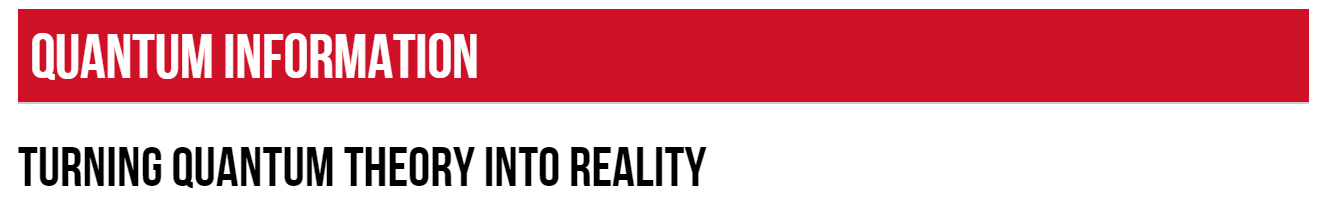 QUANTUM INFORMATION
TURNING QUANTUM THEORY INTO REALITY